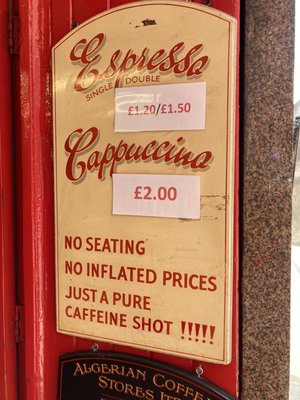 Espresso
SINGLE DOUBLE
£1.20/£1.50
Cappuccino
£2.00
NO SEATING
NO INFLATED PRICES
JUST A PURE
CAFFEINE SHOT !!!!!
ALGERIAN COFFEE
STORES LTD